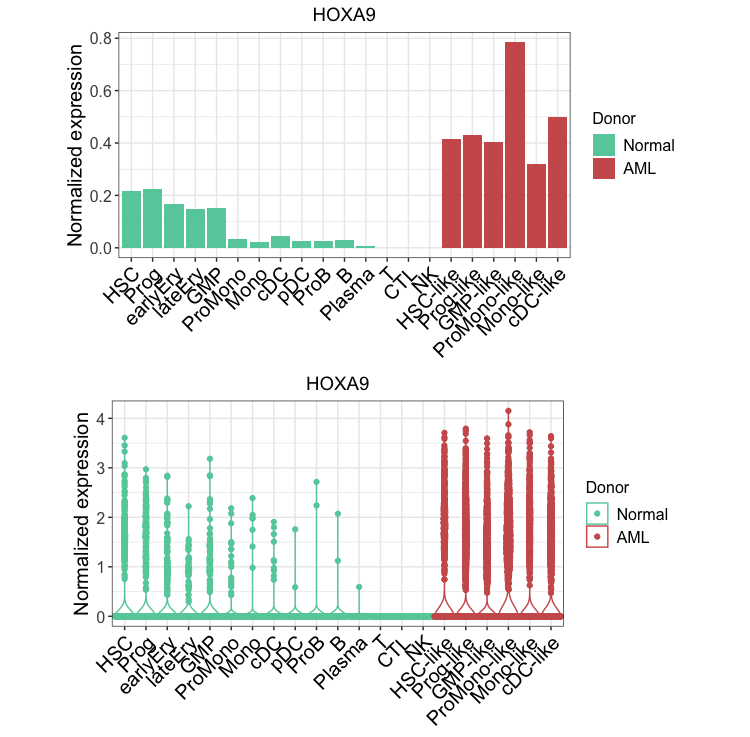 HOXA9
Normalized expression
0.8
0.6
0.4
0.2
0.0
HSC
Prog
earlyEry
lateEry
GMP
ProMono
Mono
cDC
pDC
ProB
B
Plasma
T
CTL
NK
HSC-like
Prog-like
GMP-like
ProMono-like
Mono-like
cDC-like
Donor
Normal
AML
HOXA9
Normalized expression
4
3
2
1
0
HSC
Prog
earlyEry
lateEry
GMP
ProMono
Mono
cDC
pDC
ProB
B
Plasma
T
CTL
NK
HSC-like
Prog-like
GMP-like
ProMono-like
Mono-like
cDC-like
Donor
Normal
AML